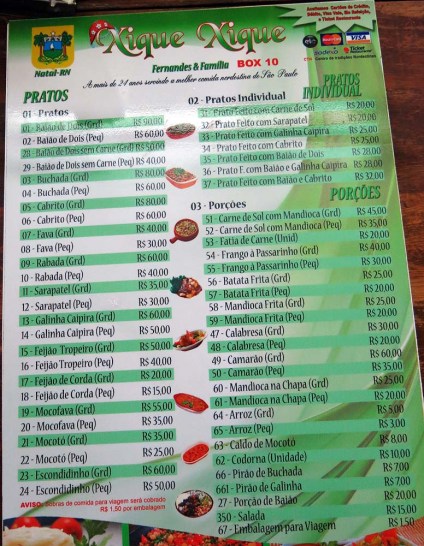 Aceitamos Cartões de Crédito,
e Ticket Restaurante
VISA
Xique Xique
Fernandes & Família BOX 10
A mais de 24 anos servindo a melhor comida nordestina de São Paulo
Natal-RN
PRATOS
01 - Pratos
01 - Baião de Dois (Grd) R$ 90,00
02 - Baião de Dois (Peq) R$ 60,00
28 - Baião de Dois sem Carne (Grd) R$ 50,00
29 - Baião de Dois sem Carne (Peq) R$ 40,00
03 - Buchada (Grd) R$ 80,00
04 - Buchada (Peq) R$ 60,00
05 - Cabrito (Grd) R$ 80,00
06 - Cabrito (Peq) R$ 60,00
07 - Fava (Grd) R$ 40,00
08 - Fava (Peq) R$ 30,00
09 - Rabada (Grd) R$ 60,00
10 - Rabada (Peq) R$ 40,00
11 - Sarapatel (Grd) R$ 35,00
12 - Sarapatel (Peq) R$ 30,00
13 - Galinha Caipira (Grd) R$ 60,00
14 - Galinha Caipira (Peq) R$ 50,00
15 - Feijão Tropeiro (Grd) R$ 50,00
16 - Feijão Tropeiro (Peq) R$ 40,00
17 - Feijão de Corda (Grd) R$ 20,00
18 - Feijão de Corda (Peq) R$ 15,00
19 - Mocofava (Grd) R$ 55,00
20 - Mocofava (Peq) R$ 35,00
21 - Mocotó (Grd) R$ 35,00
22 - Mocotó (Peq) R$ 25,00
23 - Escondidinho (Grd) R$ 60,00
24 - Escondidinho (Peq) R$ 50,00
AVISO: Sobras de comida para viagem será cobrado
R$ 1,50 por embalagem
PRATOS
INDIVIDUAL
02 - Pratos Individual
31 - Prato Feito com Carne de Sol R$ 20,00
32 - Prato Feito com Sarapatel R$ 20,00
33 - Prato Feito com Galinha Caipira R$ 20,00
34 - Prato Feito com Cabrito R$ 25,00
35 - Prato Feito com Baião de Dois R$ 28,00
36 - Prato F. com Baião e Galinha Caipira R$ 28,00
37 - Prato Feito com Baião e Cabrito R$ 32,00
PORÇÕES
03 - Porções
51 - Carne de Sol com Mandioca (Grd) R$ 45,00
52 - Carne de Sol com Mandioca (Peq) R$ 35,00
53 - Fatia de Carne (Unid) R$ 20,00
54 - Frango À Passarinho (Grd) R$ 40,00
55 - Frango À Passarinho (Peq) R$ 30,00
56 - Batata Frita (Grd) R$ 25,00
57 - Batata Frita (Peq) R$ 20,00
58 - Mandioca Frita (Grd) R$ 25,00
59 - Mandioca Frita (Peq) R$ 20,00
47 - Calabresa (Grd) R$ 30,00
48 - Calabresa (Peq) R$ 20,00
49 - Camarão (Grd) R$ 60,00
50 - Camarão (Peq) R$ 35,00
60 - Mandioca na Chapa (Grd) R$ 25,00
61 - Mandioca na Chapa (Peq) R$ 20,00
64 - Arroz (Grd) R$ 5,00
65 - Arroz (Peq) R$ 3,00
63 - Caldo de Mocotó R$ 8,00
62 - Codorna (Unidade) R$ 10,00
66 - Pirão de Buchada R$ 7,00
661 - Pirão de Galinha R$ 7,00
27 - Porção de Baião R$ 20,00
350 - Salada R$ 15,00
67 - Embalagem para Viagem R$ 1,50